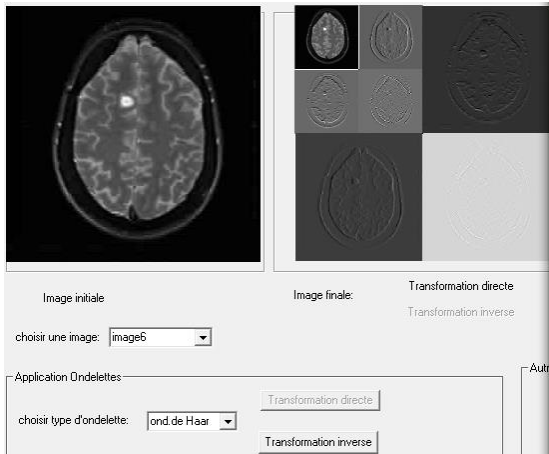 Image initiale
Image finale:
Transformation directe
Transformation inverse
choisir une image:
image6
Application Ondelettes
Autr
choisir type d'ondelette:
ond.de Haar
Transformation directe
Transformation inverse